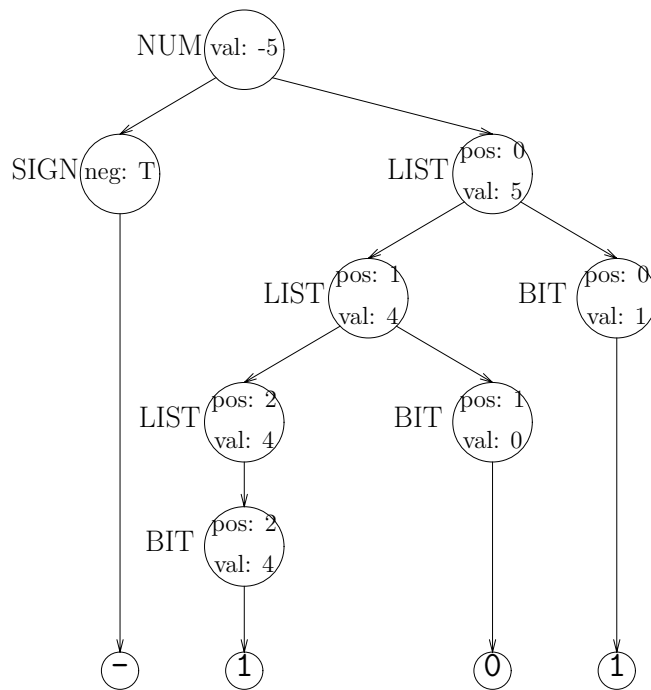 NUM val: -5
SIGN neg: T
LIST pos: 0
val: 5
LIST pos: 1
val: 4
BIT pos: 0
val: 1
LIST pos: 2
val: 4
BIT pos: 1
val: 0
BIT pos: 2
val: 4
- 1 0 1